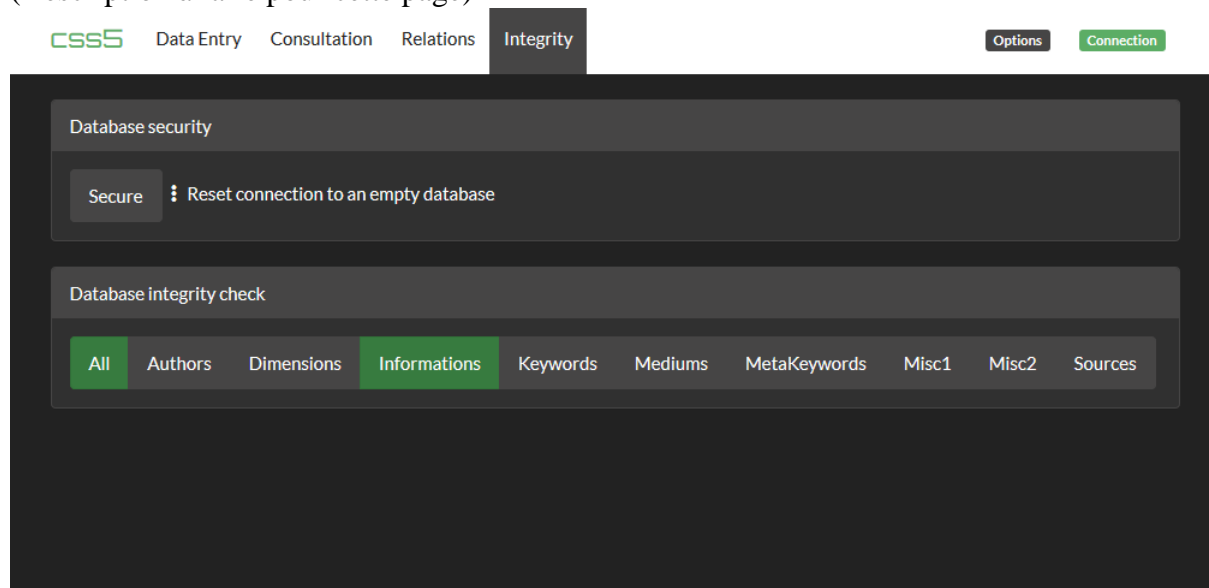 css5 Data Entry Consultation Relations Integrity Options Connection
Database security
Secure Reset connection to an empty database
Database integrity check
All Authors Dimensions Informations Keywords Mediums MetaKeywords Misc1 Misc2 Sources